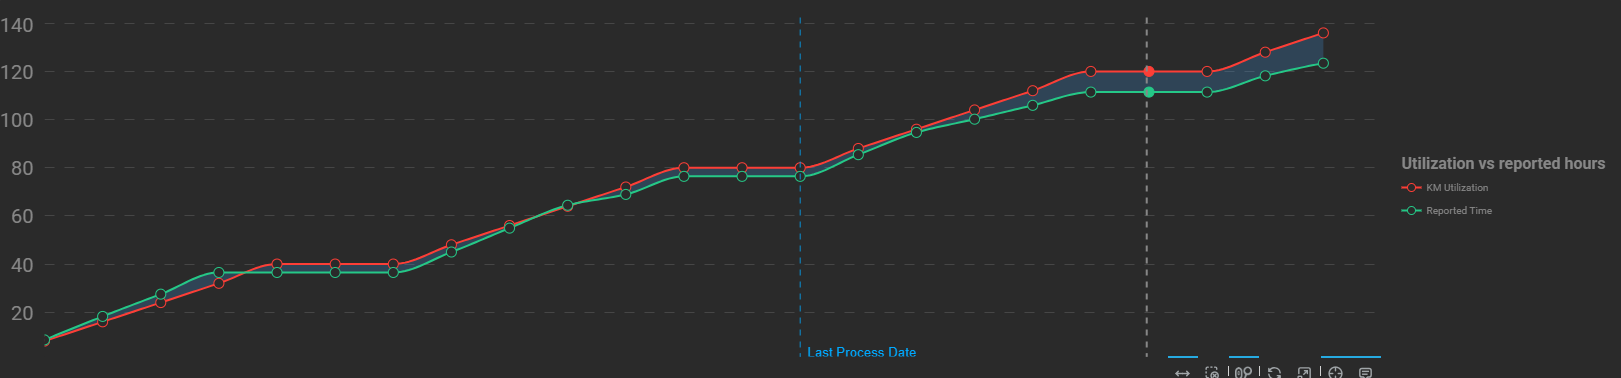 140
120
100
80
60
40
20
Last Process Date
Utilization vs reported hours
KM Utilization
Reported Time